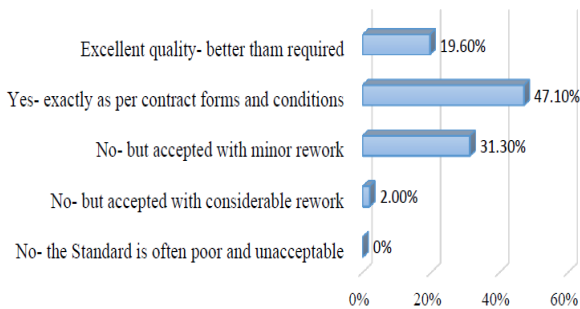 Excellent quality- better tham required
19.60%
Yes- exactly as per contract forms and conditions
47.10%
No- but accepted with minor rework
31.30%
No- but accepted with considerable rework
2.00%
No- the Standard is often poor and unacceptable
0%
0% 20% 40% 60%